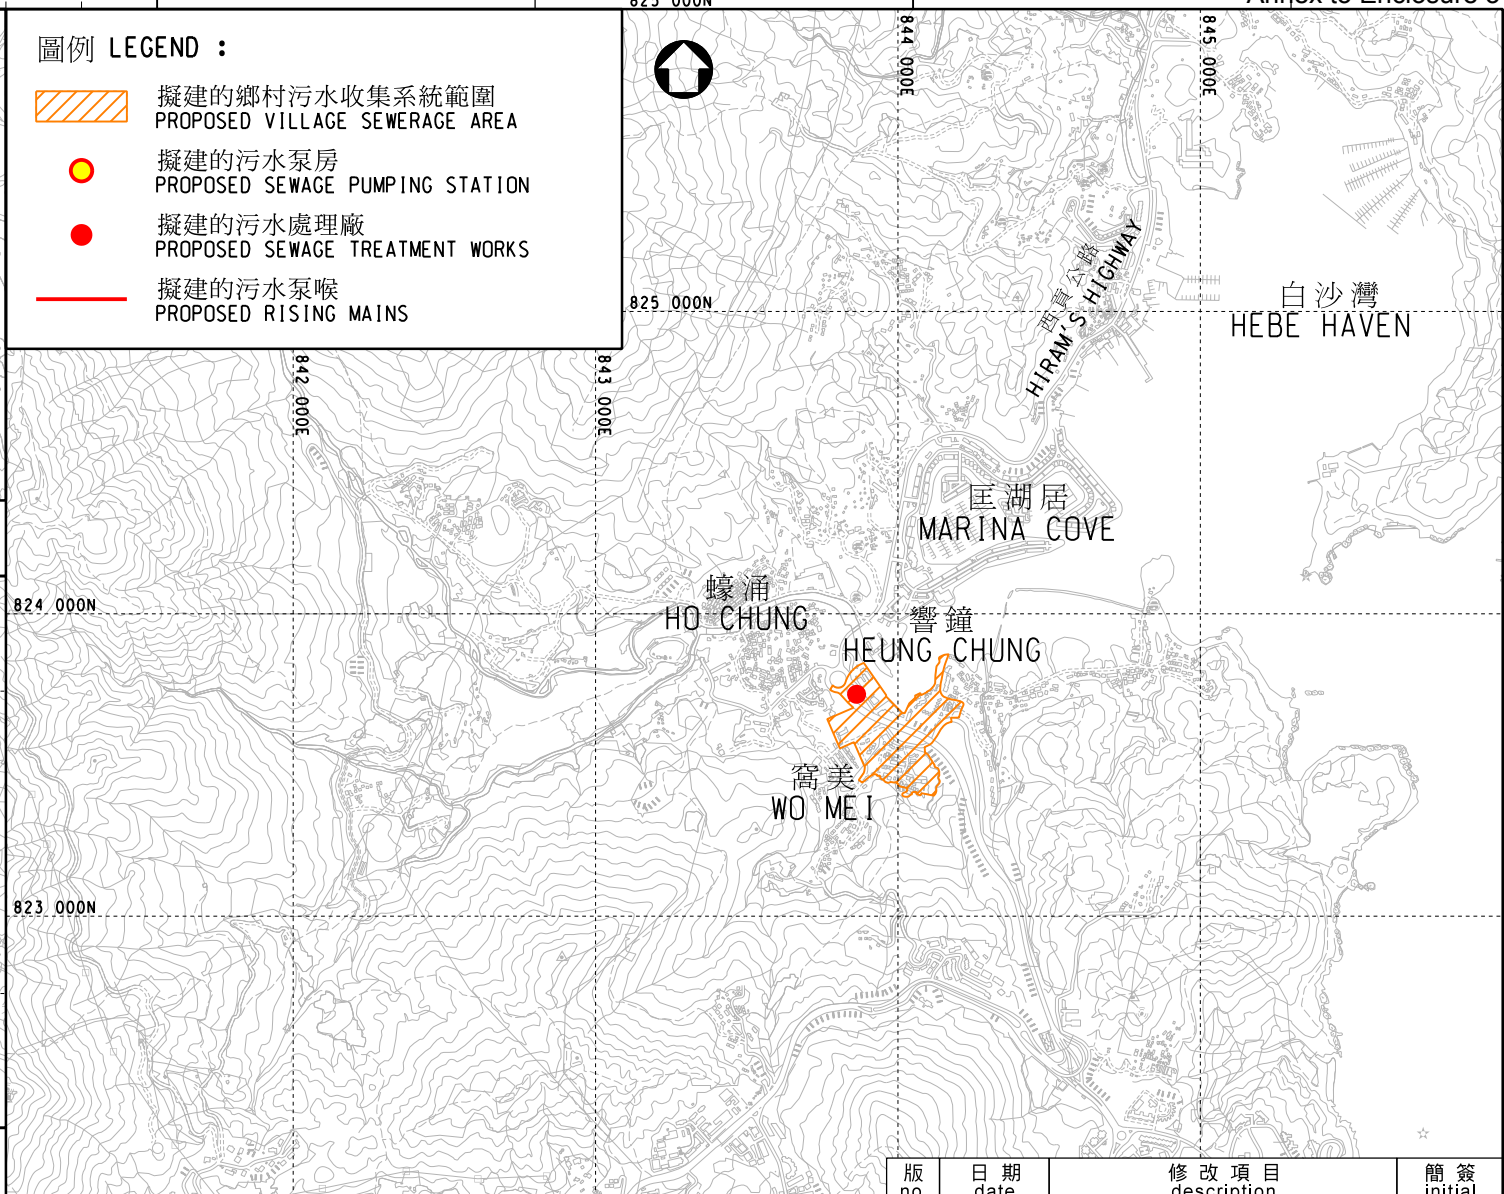 Annex to Enclosure
圖例 LEGEND :
擬建的鄉村污水收集系統範圍
PROPOSED VILLAGE SEWERAGE AREA
擬建的污水泵房
PROPOSED SEWAGE PUMPING STATION
擬建的污水處理廠
PROPOSED SEWAGE TREATMENT WORKS
擬建的污水泵喉
PROPOSED RISING MAINS
844 000E
845 000E
西貢公路
HIRAM'S HIGHWAY
白沙灣
HEBE HAVEN
825 000N
842 000E
843 000E
匡湖居
MARINA COVE
蠔涌
HO CHUNG
824 000N
響鐘
HEUNG CHUNG
窩美
WO MEI
823 000N
版 日期 修改項目 簡簽
no. date description initial